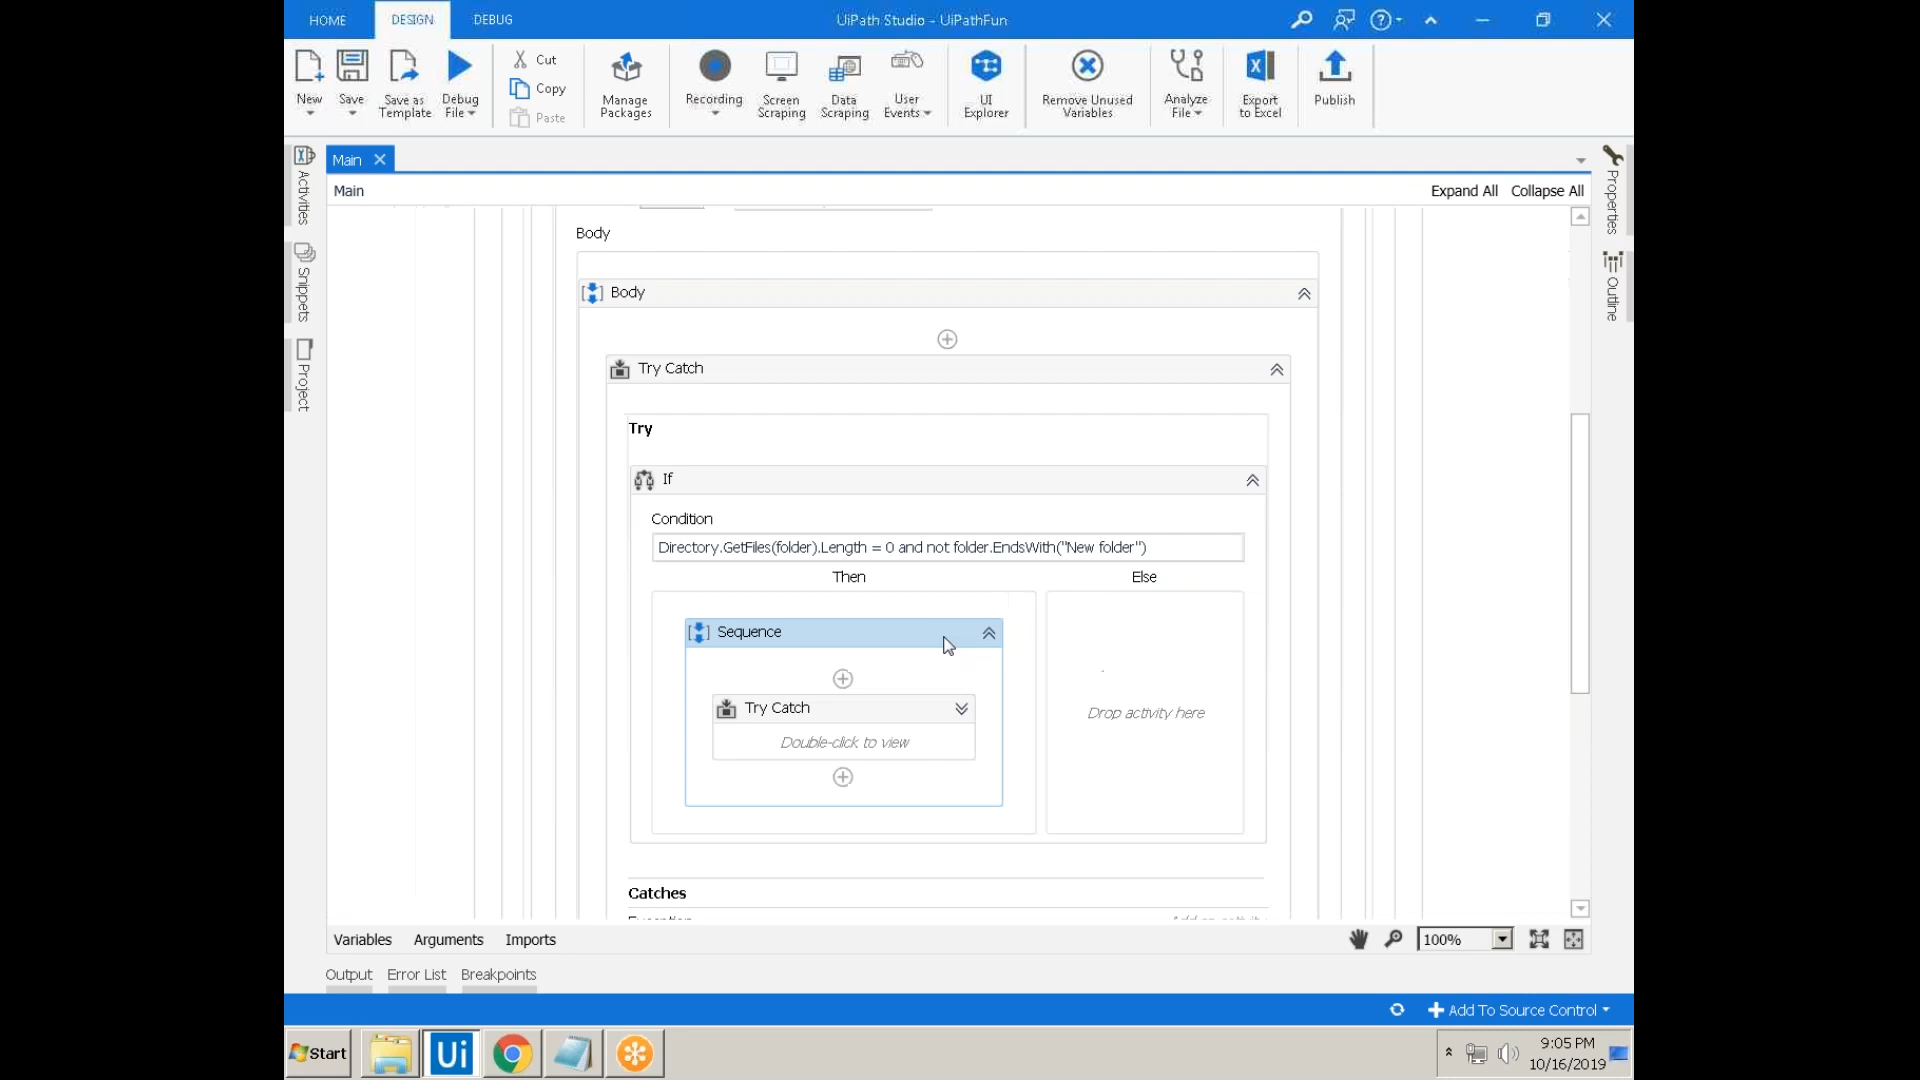 HOME DESIGN DEBUG UiPath Studio - UiPathFun
New Save Save as Template Debug File Cut Copy Paste Manage Packages Recording Screen Scraping Data Scraping User Events UI Explorer Remove Unused Variables Analyze File Export to Excel Publish
Main
Main Expand All Collapse All
Activities
Snippets
Project
Properties
Outline
Body
Body
Try Catch
Try
If
Condition
Directory.GetFiles(folder).Length = 0 and not folder.EndsWith("New folder")
Then Else
Sequence
Try Catch
Double-click to view
Drop activity here
Catches
Variables Arguments Imports 100%
Output Error List Breakpoints
Add To Source Control
Start Ui 9:05 PM
10/16/2019